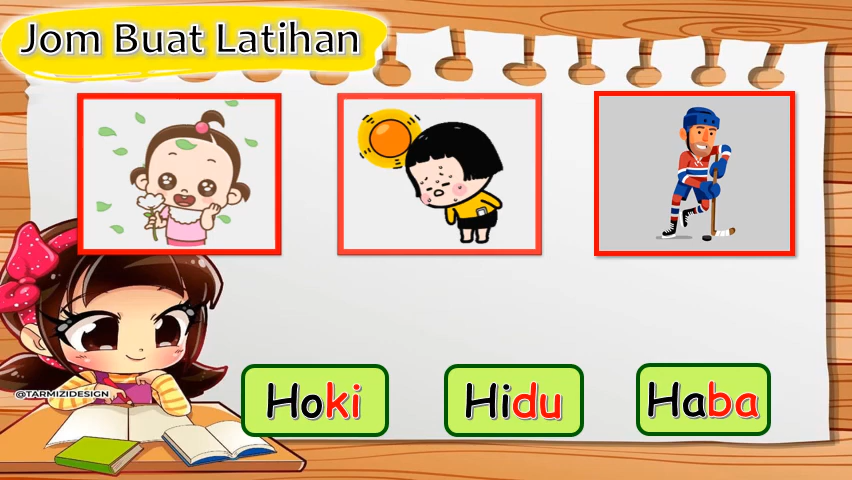 Jom Buat Latihan
@TARMIZIDESIGN
Hoki
Hidu
Haba